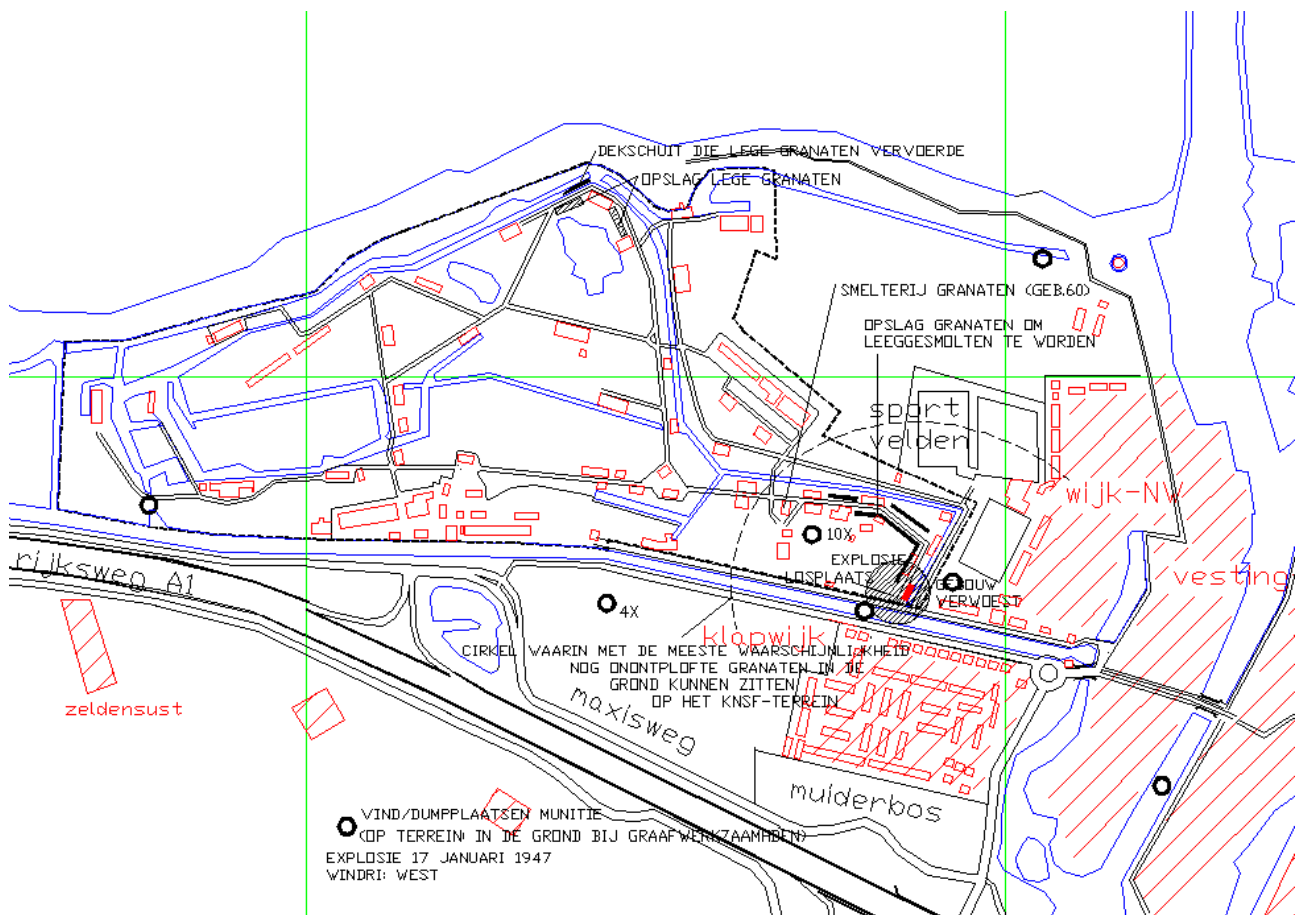 DEKSCHUIT DIE LEGE GRANATEN VERVOERDE
OPSLAG LEGE GRANATEN
SMELTERIJ GRANATEN (GEB.60)
OPSLAG GRANATEN OM
LEEGGESMOLTEN TE WORDEN
sport
velden
wijk-NW
10X
EXPLOSIE
LOSPLAATS
GEBOUW
VERWOEST
vesting
rijksweg A1
4X
klopwijk
CIRKEL WAARIN MET DE MEESTE WAARSCHIJNLIJKHEID
NOG ONONTPLOFTE GRANATEN IN DE
GROND KUNNEN ZITTEN
OP HET KNSF-TERREIN
zeldensust
maxisweg
muiderbos
VIND/DUMPPLAATSEN MUNITIE
(OP TERREIN IN DE GROND BIJ GRAAFWERKZAAMHDEN)
EXPLOSIE 17 JANUARI 1947
WINDRI: WEST